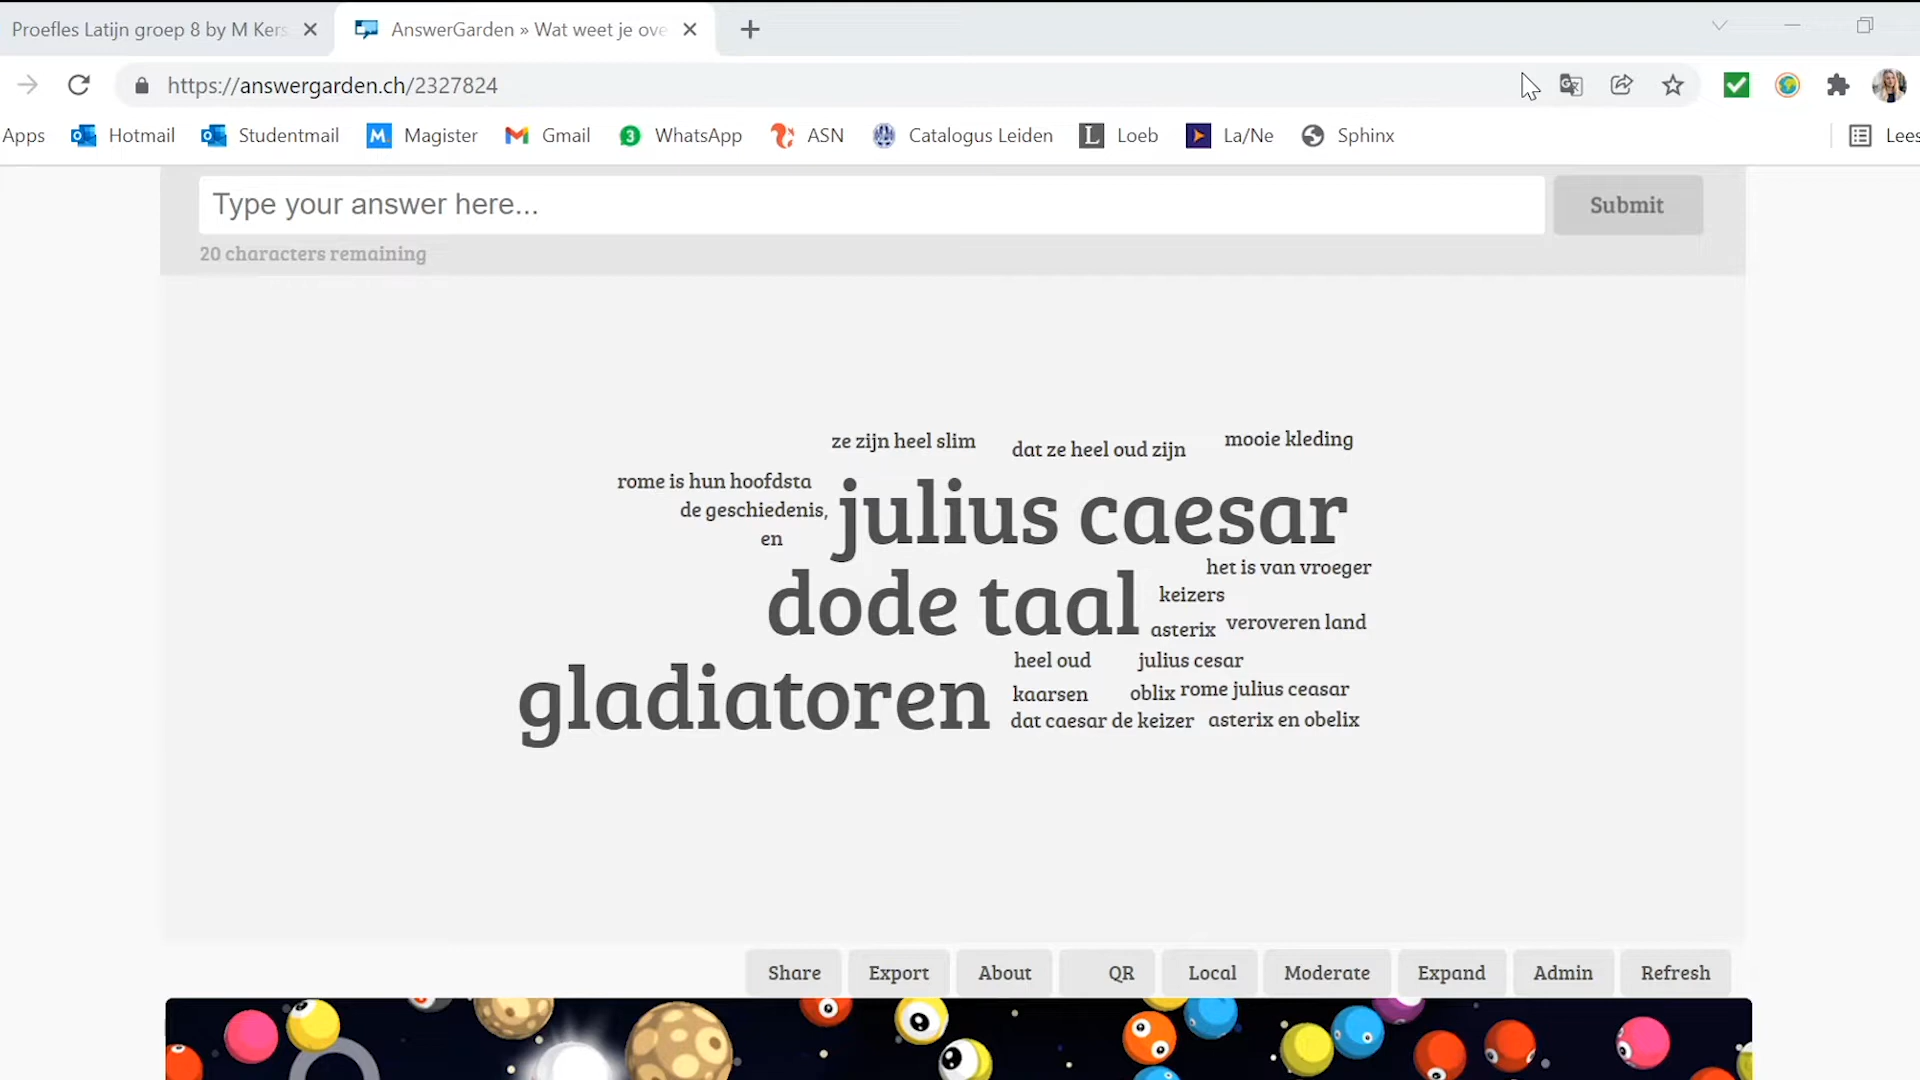 Proefles Latijn groep 8 by M Kers
AnswerGarden » Wat weet je ove
https://answergarden.ch/2327824
Apps Hotmail Studentmail Magister Gmail WhatsApp ASN Catalogus Leiden Loeb La/Ne Sphinx Lees
Type your answer here...
Submit
20 characters remaining
ze zijn heel slim
dat ze heel oud zijn
mooie kleding
rome is hun hoofdsta
de geschiedenis,
en
julius caesar
het is van vroeger
dode taal
keizers
asterix
veroveren land
gladiatoren
heel oud
julius cesar
kaarsen
oblix
rome julius ceasar
dat caesar de keizer
asterix en obelix
Share Export About QR Local Moderate Expand Admin Refresh